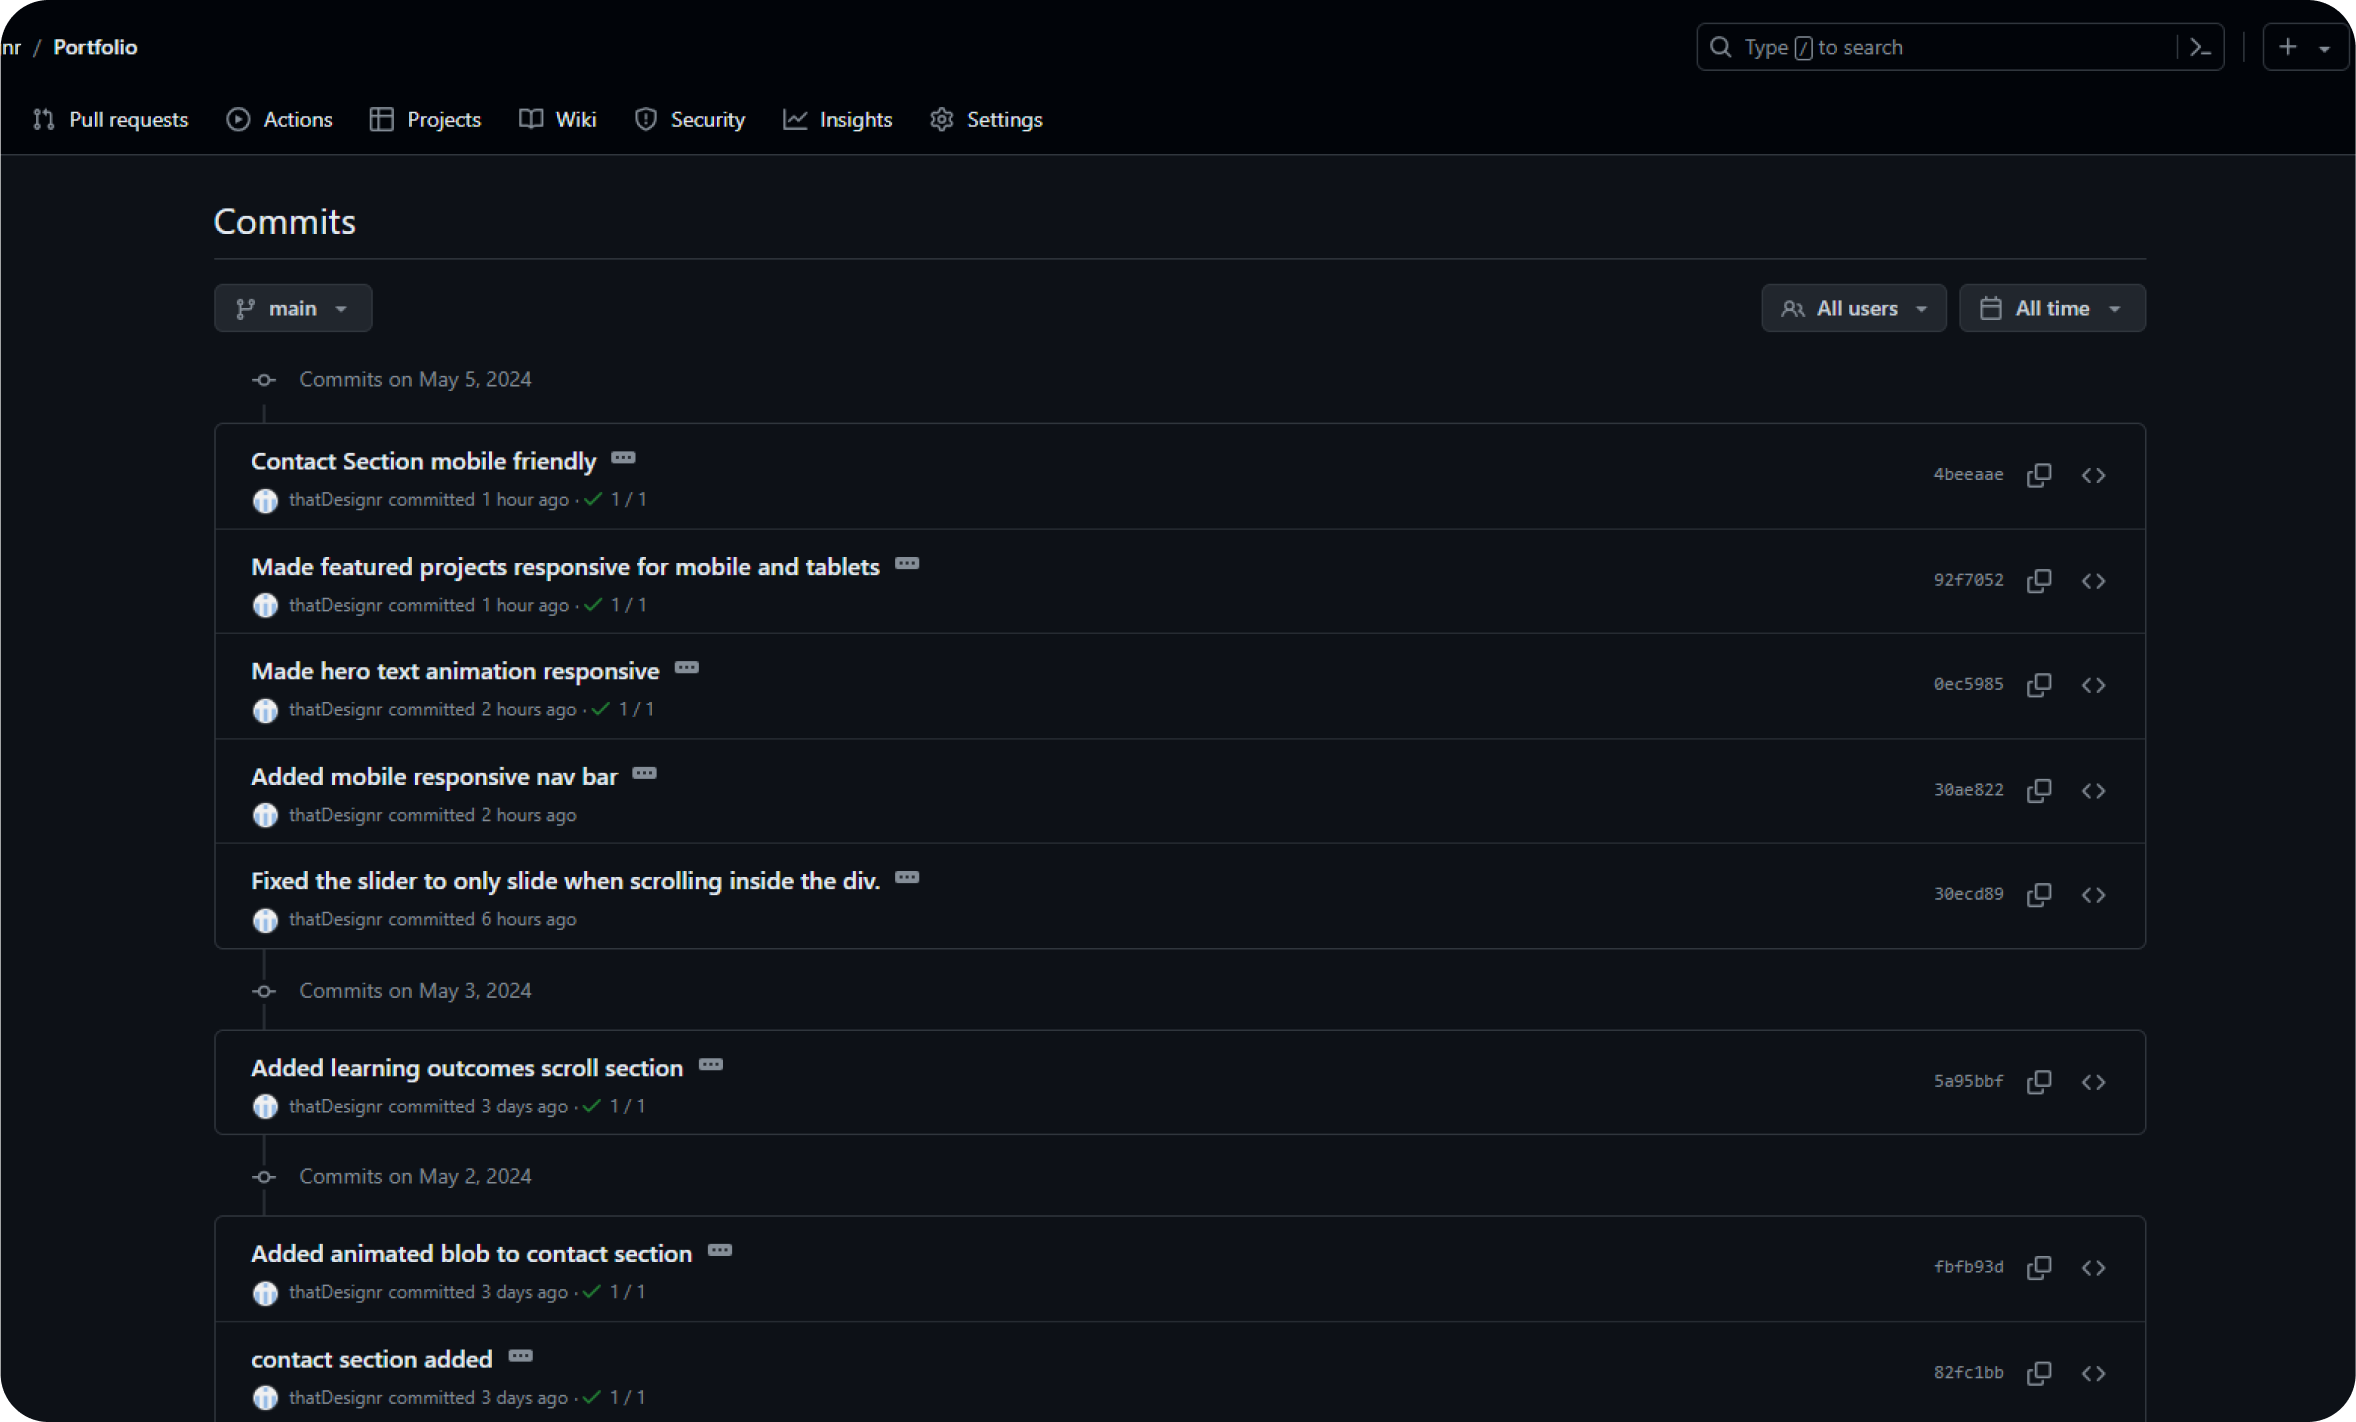 nr / Portfolio
Type / to search
Pull requests Actions Projects Wiki Security Insights Settings
Commits
main All users All time
Commits on May 5, 2024
Contact Section mobile friendly
thatDesignr committed 1 hour ago · 1 / 1
4beeaae
Made featured projects responsive for mobile and tablets
thatDesignr committed 1 hour ago · 1 / 1
92f7052
Made hero text animation responsive
thatDesignr committed 2 hours ago · 1 / 1
0ec5985
Added mobile responsive nav bar
thatDesignr committed 2 hours ago
30ae822
Fixed the slider to only slide when scrolling inside the div.
thatDesignr committed 6 hours ago
30ecd89
Commits on May 3, 2024
Added learning outcomes scroll section
thatDesignr committed 3 days ago · 1 / 1
5a95bbf
Commits on May 2, 2024
Added animated blob to contact section
thatDesignr committed 3 days ago · 1 / 1
fbfb93d
contact section added
thatDesignr committed 3 days ago · 1 / 1
82fc1bb